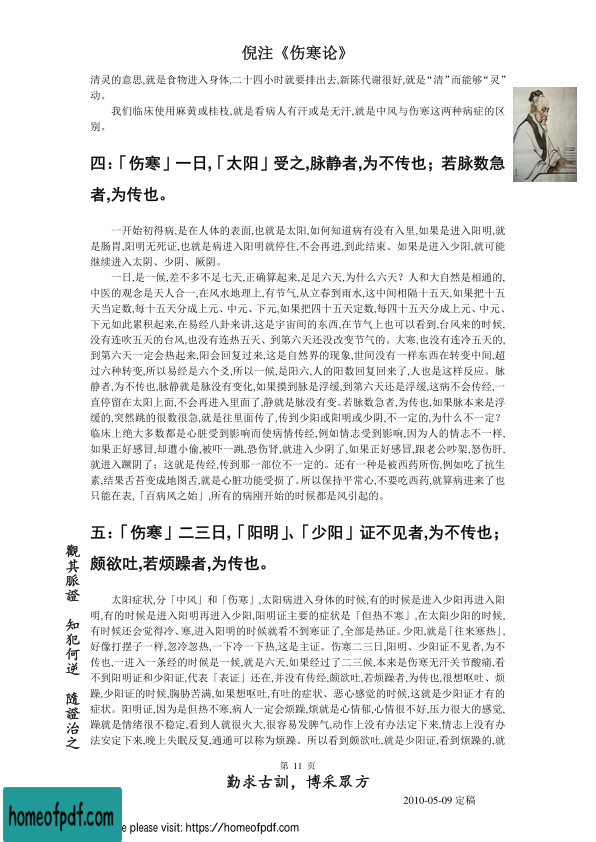 倪注《伤寒论》
清灵的意思,就是食物进入身体,二十四小时就要排出去,新陈代谢很好,就是“清”而能够“灵”
动。
我们临床使用麻黄或桂枝,就是看病人有汗或是无汗,就是中风与伤寒这两种病症的区
别。
四:「伤寒」一日,「太阳」受之,脉静者,为不传也；若脉数急
者,为传也。
一开始初得病,是在人体的表面,也就是太阳,如何知道病有没有入里,如果是进入阳明,就
是肠胃,阳明无死证,也就是病进入阳明就停住,不会再进,到此结束。如果是进入少阳,就可能
继续进入太阴、少阴、厥阴。
一日,是一候,差不多不足七天,正确算起来,足足六天,为什么六天？人和大自然是相通的,
中医的观念是天人合一,在风水地理上,有节气,从立春到雨水,这中间相隔十五天,如果把十五
天当定数,每十五天分成上元、中元、下元,如果把四十五天定数,每四十五天分成上元、中元、
下元如此累积起来,在易经八卦来讲,这是宇宙间的东西,在节气上也可以看到,台风来的时候,
没有连吹五天的台风,也没有连热五天、到第六天还没改变节气的。大寒,也没有连冷五天的,
到第六天一定会热起来,阳会回复过来,这是自然界的现象,世间没有一样东西在转变中间,超
过六种转变,所以易经是六个爻,所以一候,是阳六,人的阳数回复回来了,人也是这样反应。脉
静者,为不传也,脉静就是脉没有变化,如果摸到脉是浮缓,到第六天还是浮缓,这病不会传经,一
直停留在太阳上面,不会再进入里面了,静就是脉没有变。若脉数急者,为传也,如果脉本来是浮
缓的,突然跳的很数很急,就是往里面传了,传到少阳或阳明或少阴,不一定的,为什么不一定？
临床上绝大多数都是心脏受到影响而使病情传经,例如情志受到影响,因为人的情志不一样,
如果正好感冒,却遭小偷,被吓一跳,恐伤肾,就进入少阴了,如果正好感冒,跟老公吵架,怒伤肝,
就进入蹶阴了；这就是传经,传到那一部位不一定的。还有一种是被西药所伤,例如吃了抗生
素,结果舌苔变成地图舌,就是心脏功能受损了。所以保持平常心,不要吃西药,就算病进来了也
只能在表,「百病风之始」,所有的病刚开始的时候都是风引起的。
五:「伤寒」二三日,「阳明」、「少阳」证不见者,为不传也；
颇欲吐,若烦躁者,为传也。
太阳症状,分「中风」和「伤寒」,太阳病进入身体的时候,有的时候是进入少阳再进入阳
明,有的时候是进入阳明再进入少阳,阳明证主要的症状是「但热不寒」,在太阳少阳的时候,
有时候还会觉得冷、寒,进入阳明的时候就看不到寒证了,全部是热证。少阳,就是「往来寒热」,
好像打摆子一样,忽冷忽热,一下冷一下热,这是主证。伤寒二三日,阳明、少阳证不见者,为不
传也,一进入一条经的时候是一候,就是六天,如果经过了二三候,本来是伤寒无汗关节酸痛,看
不到阳明证和少阳证,代表「表证」还在,并没有传经,颇欲吐,若烦躁者,为传也,很想呕吐、烦
躁,少阳证的时候,胸胁苦满,如果想呕吐,有吐的症状、恶心感觉的时候,这就是少阳证才有的
症状。阳明证,因为是但热不寒,病人一定会烦躁,烦就是心情郁,心情很不好,压力很大的感觉,
躁就是情绪很不稳定,看到人就很火大,很容易发脾气,动作上没有办法定下来,情志上没有办
法安定下来,晚上失眠反复,通通可以称为烦躁。所以看到颇欲吐,就是少阳证,看到烦躁的,就
觀其脈證 知犯何逆 隨證治之
第 11 页
勤求古訓，博采眾方
2010-05-09 定稿
homeofpdf.com
e please visit: https://homeofpdf.com